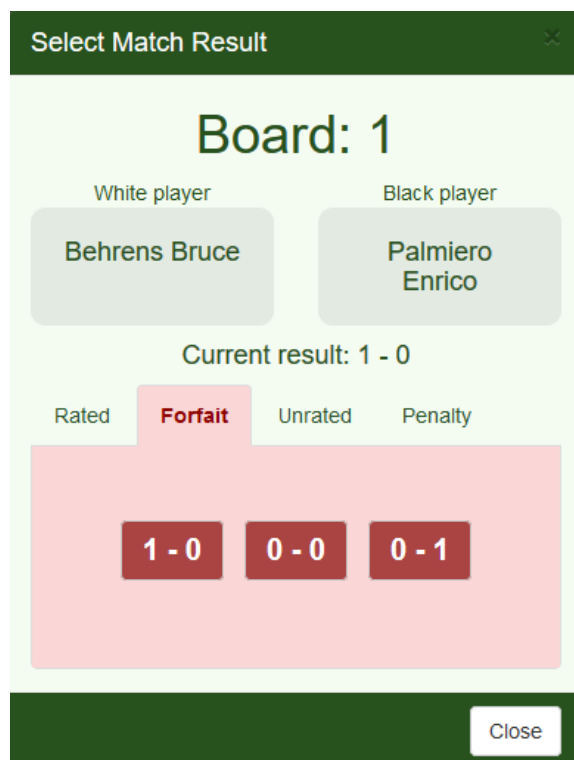 Select Match Result ×
Board: 1
White player Black player
Behrens Bruce Palmiero
Enrico
Current result: 1 - 0
Rated Forfait Unrated Penalty
1 - 0 0 - 0 0 - 1
Close